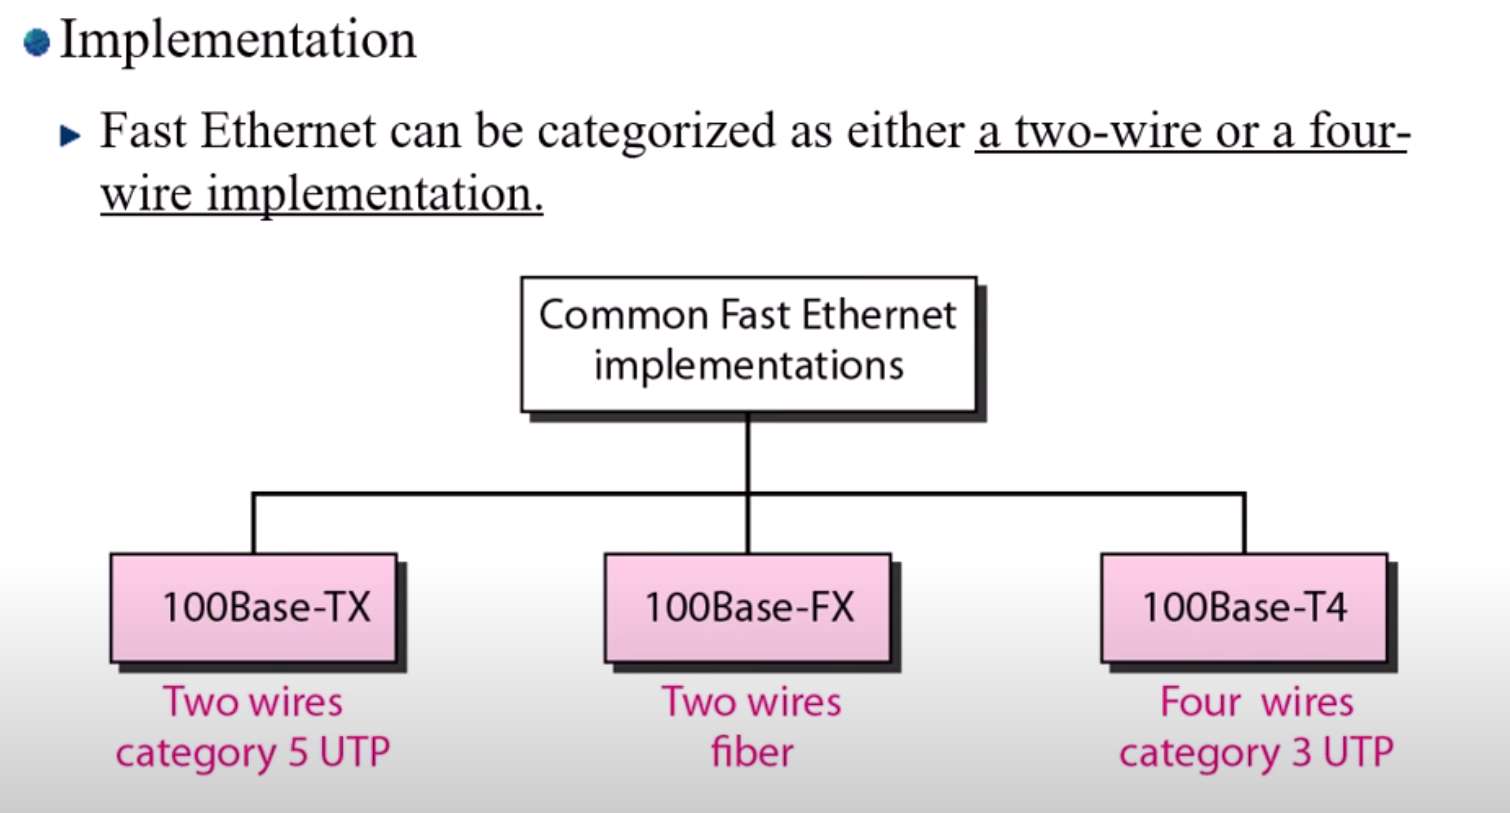 Implementation
Fast Ethernet can be categorized as either a two-wire or a four-
wire implementation.
Common Fast Ethernet
implementations
100Base-TX
100Base-FX
100Base-T4
Two wires
category 5 UTP
Two wires
fiber
Four wires
category 3 UTP